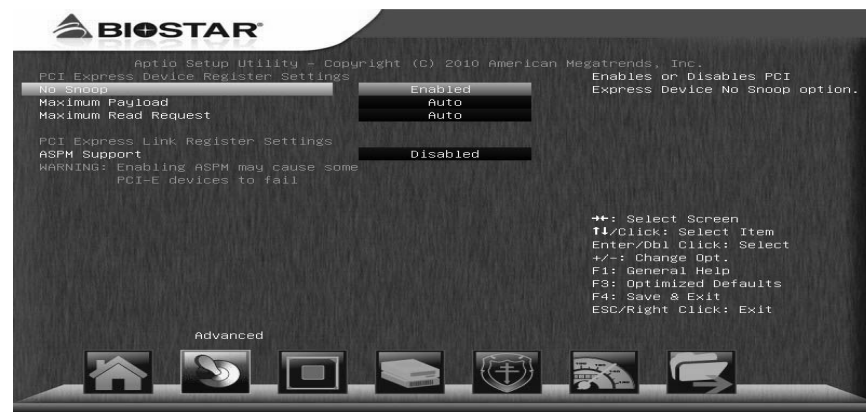 BIOSTAR
Aptio Setup Utility - Copyright (C) 2010 American Megatrends, Inc.
PCI Express Device Register Settings
No Snoop Enabled
Maximum Payload Auto
Maximum Read Request Auto
PCI Express Link Register Settings
ASPM Support Disabled
WARNING: Enabling ASPM may cause some
PCI-E devices to fail
Enables or Disables PCI
Express Device No Snoop option.
→←: Select Screen
↑↓/Click: Select Item
Enter/Dbl Click: Select
+/-: Change Opt.
F1: General Help
F3: Optimized Defaults
F4: Save & Exit
ESC/Right Click: Exit
Advanced